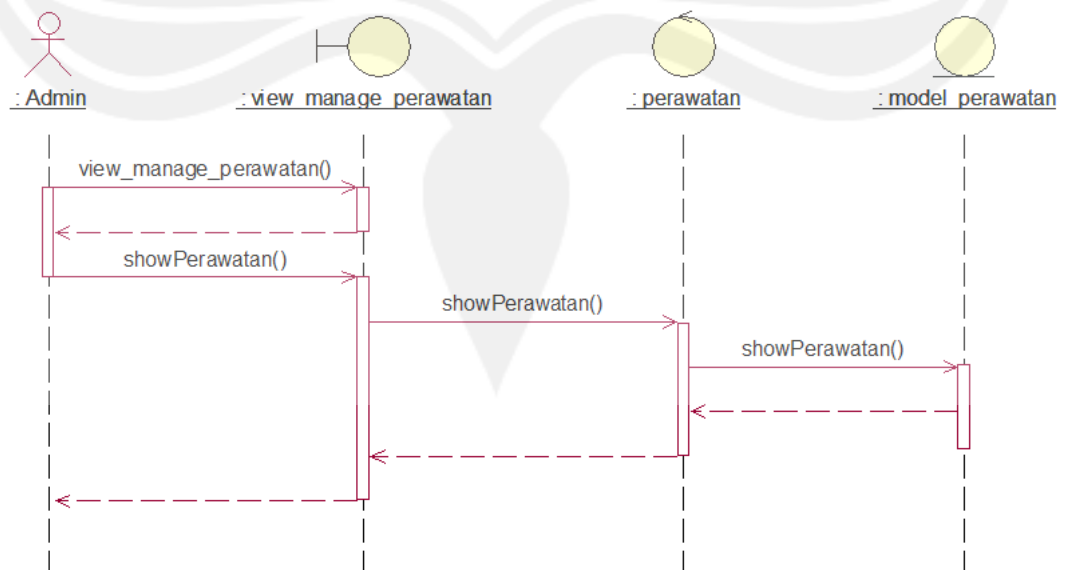 : Admin
: view_manage_perawatan
: perawatan
: model_perawatan
view_manage_perawatan()
showPerawatan()
showPerawatan()
showPerawatan()